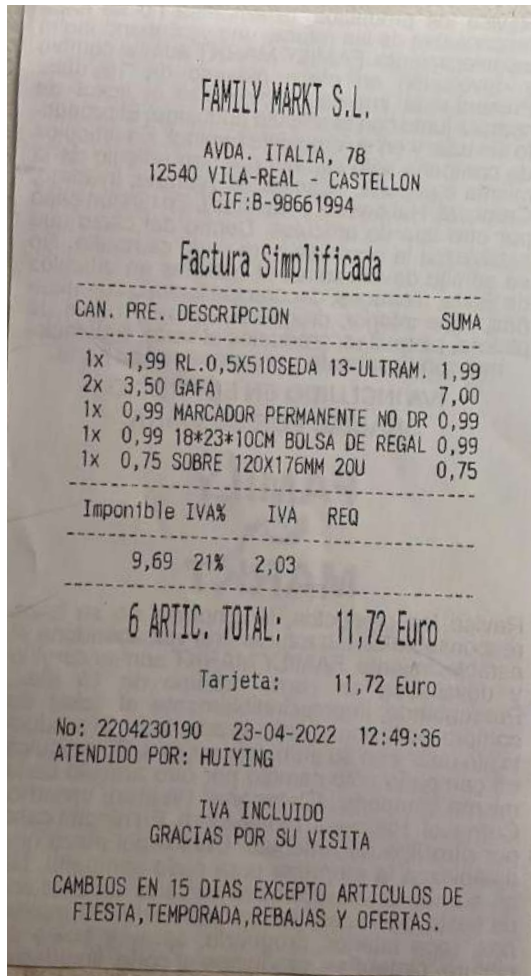 FAMILY MARKT S.L.
AVDA. ITALIA, 78
12540 VILA-REAL - CASTELLON
CIF:B-98661994
Factura Simplificada
CAN. PRE. DESCRIPCION SUMA
1x 1,99 RL.0,5X510SEDA 13-ULTRAM. 1,99
2x 3,50 GAFA 7,00
1x 0,99 MARCADOR PERMANENTE NO DR 0,99
1x 0,99 18*23*10CM BOLSA DE REGAL 0,99
1x 0,75 SOBRE 120X176MM 20U 0,75
Imponible IVA% IVA REQ
9,69 21% 2,03
6 ARTIC. TOTAL: 11,72 Euro
Tarjeta: 11,72 Euro
No: 2204230190 23-04-2022 12:49:36
ATENDIDO POR: HUIYING
IVA INCLUIDO
GRACIAS POR SU VISITA
CAMBIOS EN 15 DIAS EXCEPTO ARTICULOS DE
FIESTA,TEMPORADA,REBAJAS Y OFERTAS.